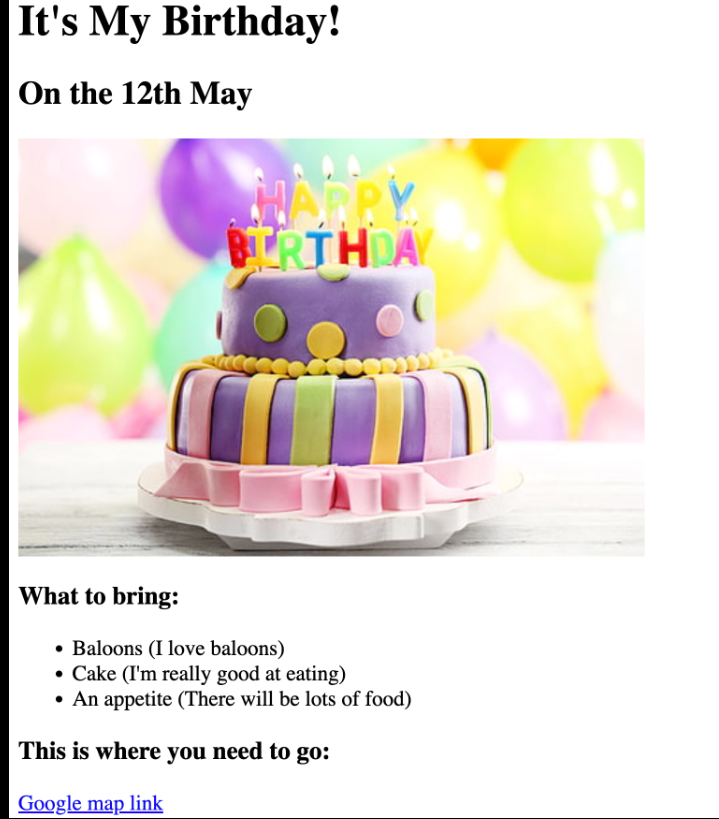 It's My Birthday!
On the 12th May
HAPPY
BIRTHDAY
What to bring:
Baloons (I love baloons)
Cake (I'm really good at eating)
An appetite (There will be lots of food)
This is where you need to go:
Google map link